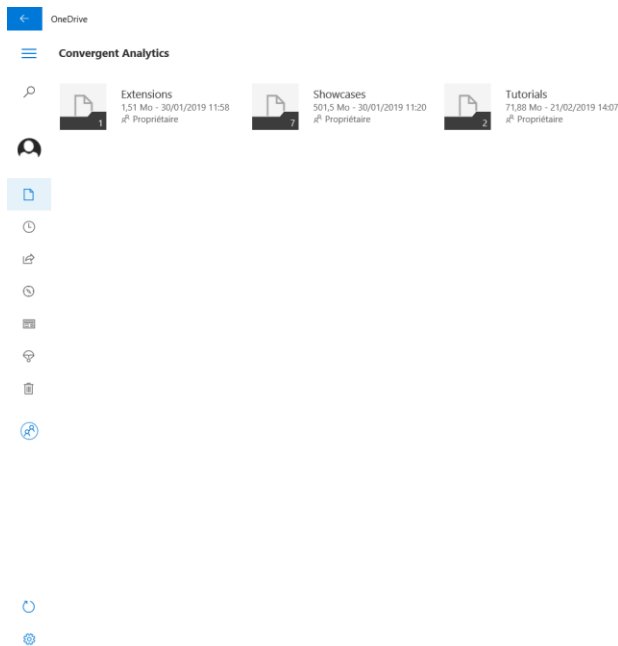 OneDrive
Convergent Analytics
Extensions
1,51 Mo - 30/01/2019 11:58
Propriétaire
1
Showcases
501,5 Mo - 30/01/2019 11:20
Propriétaire
7
Tutorials
71,88 Mo - 21/02/2019 14:07
Propriétaire
2